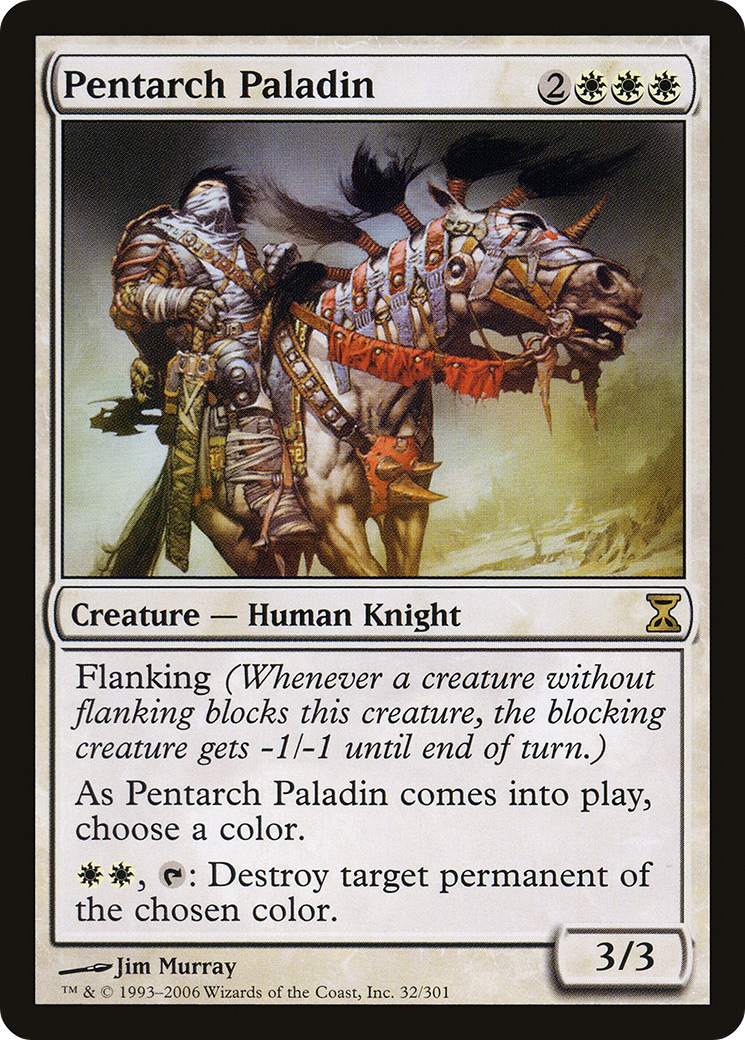 Pentarch Paladin 2
Creature — Human Knight
Flanking (Whenever a creature without
flanking blocks this creature, the blocking
creature gets -1/-1 until end of turn.)
As Pentarch Paladin comes into play,
choose a color.
, : Destroy target permanent of
the chosen color.
3/3
Jim Murray
™ & © 1993–2006 Wizards of the Coast, Inc. 32/301